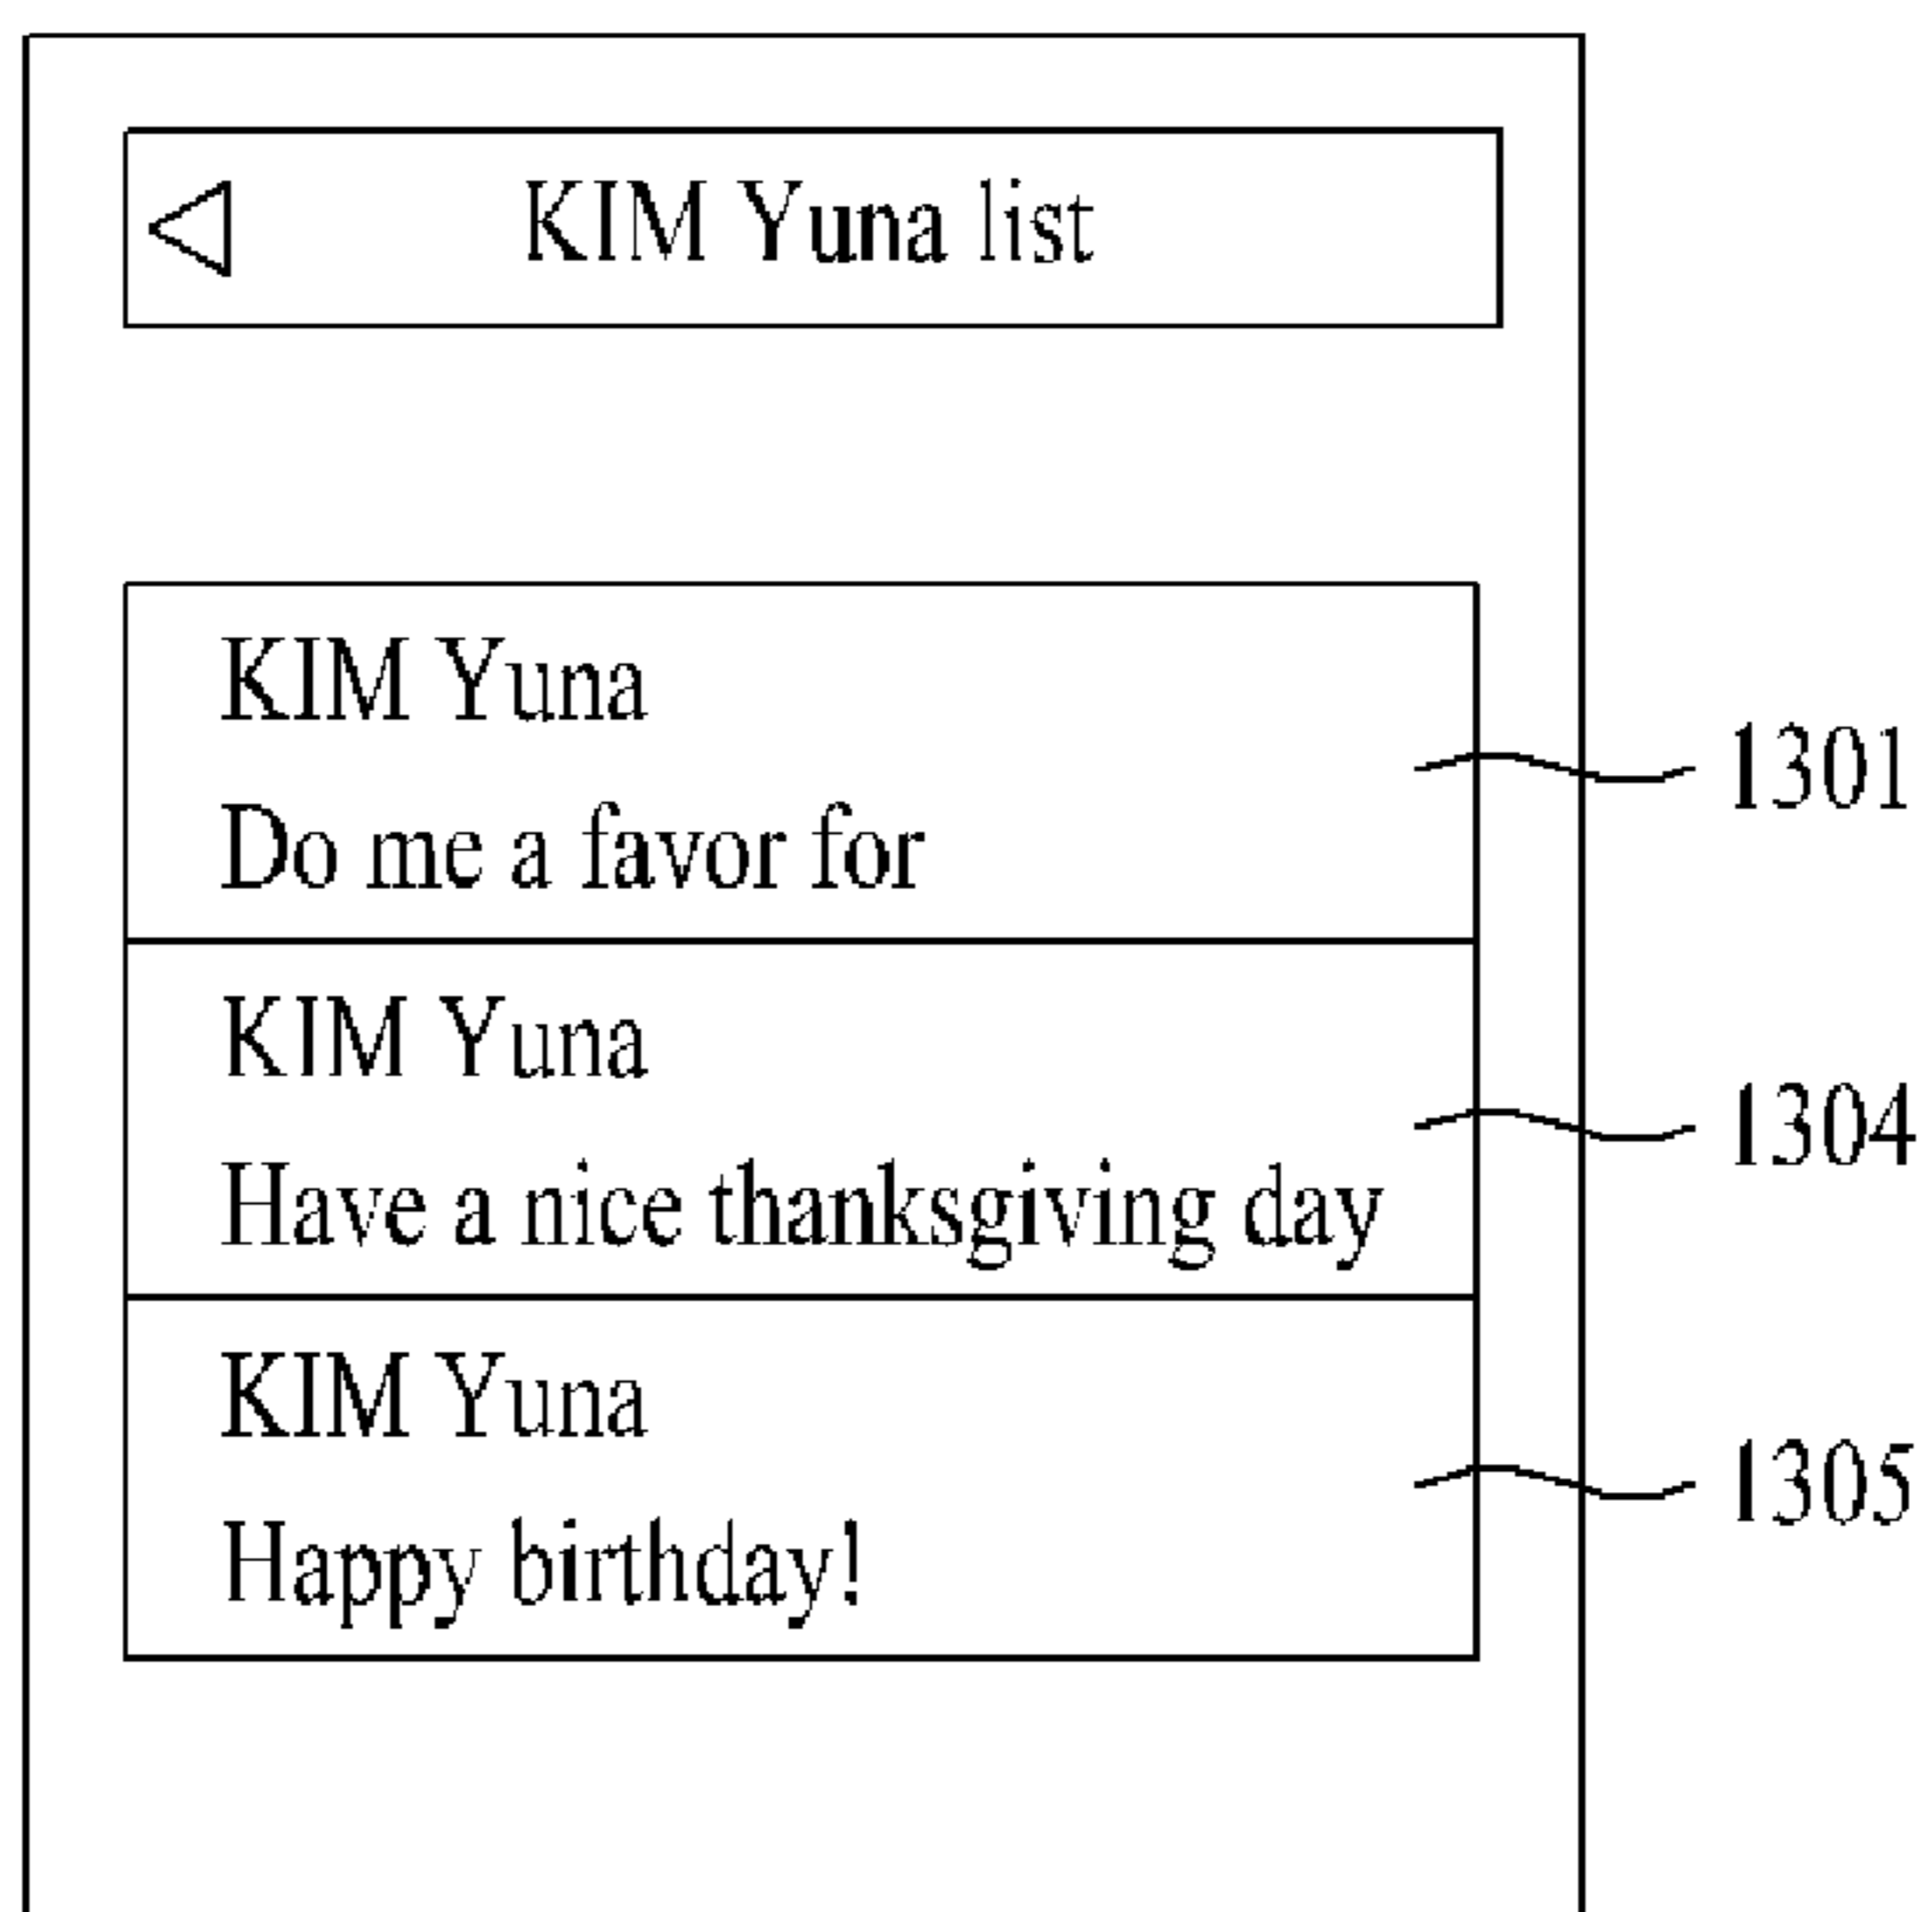 KIM Yuna list
KIM Yuna
Do me a favor for
1301
KIM Yuna
Have a nice thanksgiving day
1304
KIM Yuna
Happy birthday!
1305